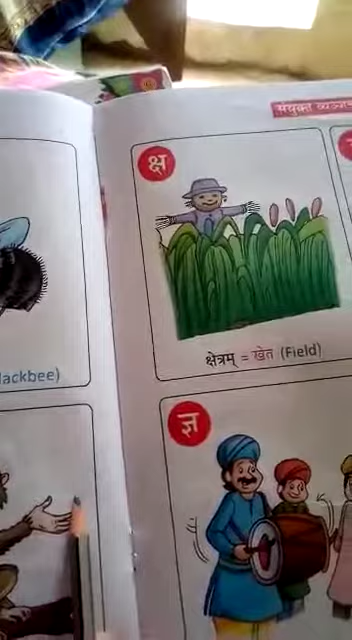 संयुक्त व्यञ्जन
क्ष
क्षेत्रम् = खेत (Field)
lackbee)
ज्ञ